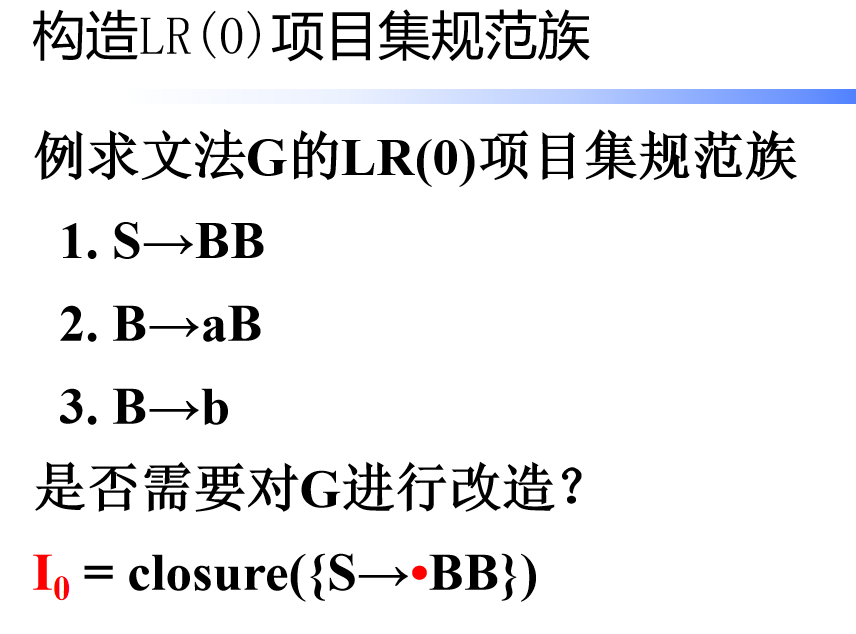 构造LR(0)项目集规范族
例求文法G的LR(0)项目集规范族
1. S→BB
2. B→aB
3. B→b
是否需要对G进行改造？
I₀ = closure({S→•BB})